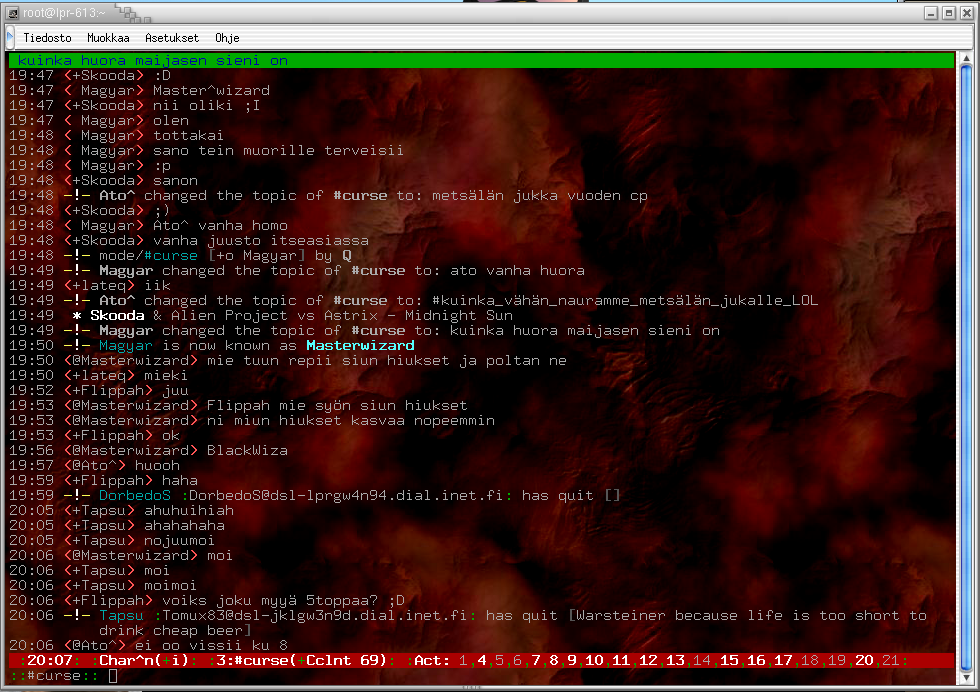 root@lpr-613:~
Tiedosto Muokkaa Asetukset Ohje
kuinka huora maijasen sieni on
19:47 <+Skooda> :D
19:47 < Magyar> Master^wizard
19:47 <+Skooda> nii oliki ;I
19:47 < Magyar> olen
19:48 < Magyar> tottakai
19:48 < Magyar> sano tein muorille terveisii
19:48 < Magyar> :p
19:48 <+Skooda> sanon
19:48 -!- Ato^ changed the topic of #curse to: metsälän jukka vuoden cp
19:48 <+Skooda> ;)
19:48 < Magyar> Ato^ vanha homo
19:48 <+Skooda> vanha juusto itseasiassa
19:48 -!- mode/#curse [+o Magyar] by Q
19:49 -!- Magyar changed the topic of #curse to: ato vanha huora
19:49 <+lateq> iik
19:49 -!- Ato^ changed the topic of #curse to: #kuinka_vähän_nauramme_metsälän_jukalle_LOL
19:49  * Skooda & Alien Project vs Astrix - Midnight Sun
19:49 -!- Magyar changed the topic of #curse to: kuinka huora maijasen sieni on
19:50 -!- Magyar is now known as Masterwizard
19:50 <@Masterwizard> mie tuun repii siun hiukset ja poltan ne
19:50 <+lateq> mieki
19:52 <+Flippah> juu
19:53 <@Masterwizard> Flippah mie syön siun hiukset
19:53 <@Masterwizard> ni miun hiukset kasvaa nopeemmin
19:53 <+Flippah> ok
19:56 <@Masterwizard> BlackWiza
19:57 <@Ato^> huooh
19:59 <+Flippah> haha
19:59 -!- DorbedoS :DorbedoS@dsl-lprgw4n94.dial.inet.fi: has quit []
20:05 <+Tapsu> ahuhuihiah
20:05 <+Tapsu> ahahahaha
20:05 <+Tapsu> nojuumoi
20:06 <@Masterwizard> moi
20:06 <+Tapsu> moi
20:06 <+Tapsu> moimoi
20:06 <+Flippah> voiks joku myyä 5toppaa? ;D
20:06 -!- Tapsu :Tomux83@dsl-jklgw3n9d.dial.inet.fi: has quit [Warsteiner because life is too short to
drink cheap beer]
20:06 <@Ato^> ei oo vissii ku 8
:20:07: :Char^n(+i): :3:#curse(+Cclnt 69): :Act: 1,4,5,6,7,8,9,10,11,12,13,14,15,16,17,18,19,20,21:
::#curse::